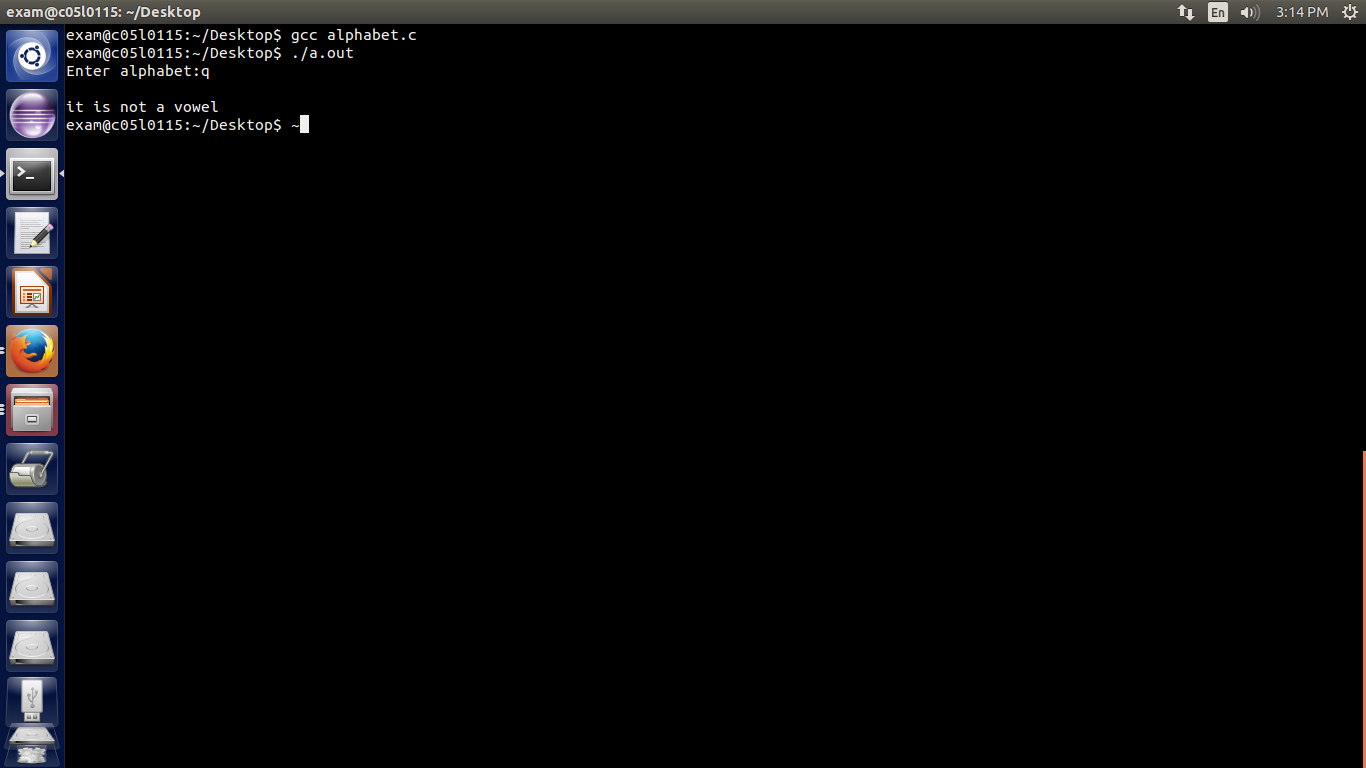 exam@c05l0115: ~/Desktop
En
3:14 PM
exam@c05l0115:~/Desktop$ gcc alphabet.c
exam@c05l0115:~/Desktop$ ./a.out
Enter alphabet:q
it is not a vowel
exam@c05l0115:~/Desktop$ ~